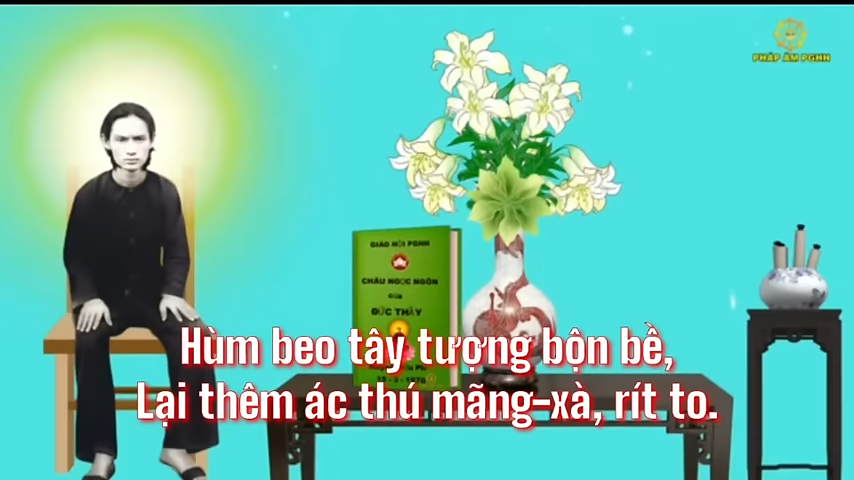 PHÁP ÂM PGHH
GIÁO HỘI PGHH
CHÂU NGỌC NGÔN
của
ĐỨC THẦY
Hùm beo tây tượng bộn bề,
Lại thêm ác thú mãng-xà, rít to.